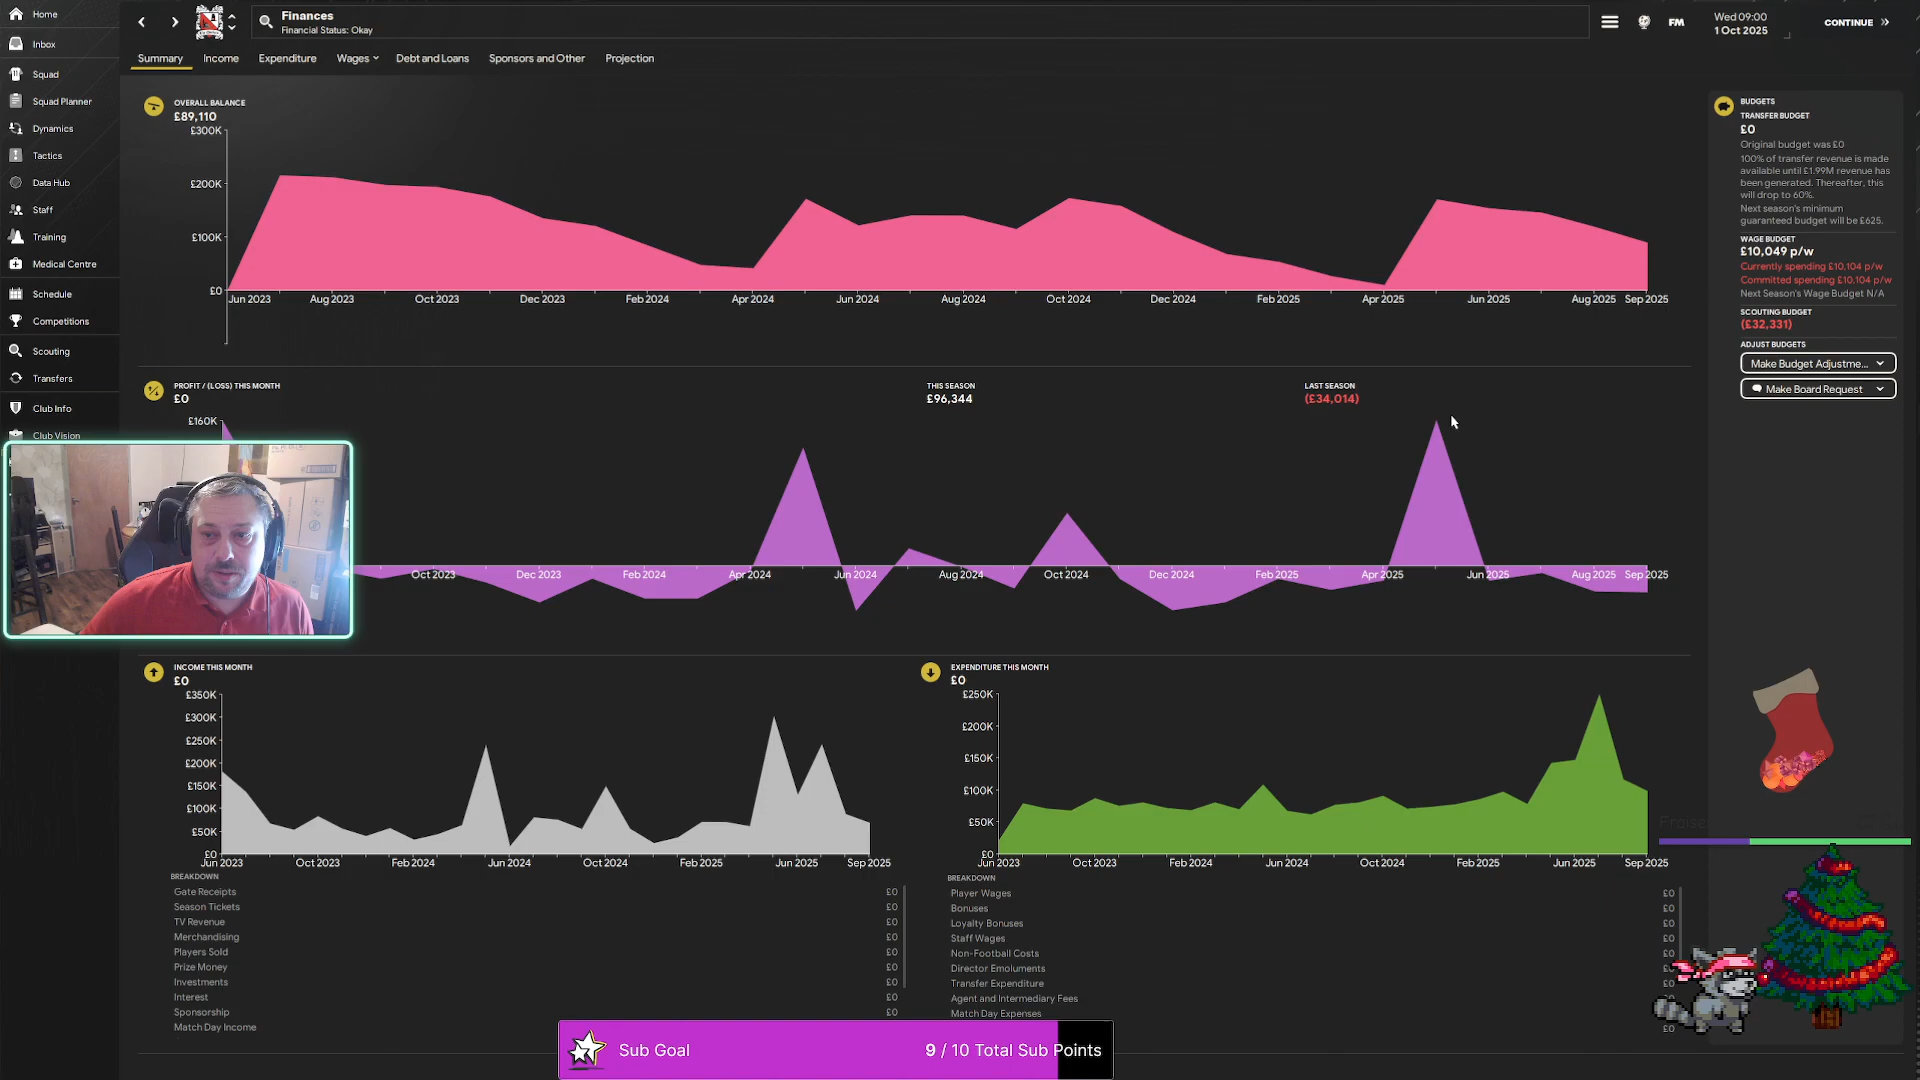 Home
Inbox
Squad
Squad Planner
Dynamics
Tactics
Data Hub
Staff
Training
Medical Centre
Schedule
Competitions
Scouting
Transfers
Club Info
Club Vision
Finances
Financial Status: Okay
FM
Wed 09:00
1 Oct 2025
CONTINUE
Summary
Income
Expenditure
Wages
Debt and Loans
Sponsors and Other
Projection
OVERALL BALANCE
£89,110
£300K
£200K
£100K
£0
Jun 2023 Aug 2023 Oct 2023 Dec 2023 Feb 2024 Apr 2024 Jun 2024 Aug 2024 Oct 2024 Dec 2024 Feb 2025 Apr 2025 Jun 2025 Aug 2025 Sep 2025
PROFIT / (LOSS) THIS MONTH
£0
THIS SEASON
£96,344
LAST SEASON
(£34,014)
£160K
Oct 2023 Dec 2023 Feb 2024 Apr 2024 Jun 2024 Aug 2024 Oct 2024 Dec 2024 Feb 2025 Apr 2025 Jun 2025 Aug 2025 Sep 2025
INCOME THIS MONTH
£0
£350K
£300K
£250K
£200K
£150K
£100K
£50K
£0
Jun 2023 Oct 2023 Feb 2024 Jun 2024 Oct 2024 Feb 2025 Jun 2025 Sep 2025
BREAKDOWN
Gate Receipts £0
Season Tickets £0
TV Revenue £0
Merchandising £0
Players Sold £0
Prize Money £0
Investments £0
Interest £0
Sponsorship £0
Match Day Income
EXPENDITURE THIS MONTH
£0
£250K
£200K
£150K
£100K
£50K
£0
Jun 2023 Oct 2023 Feb 2024 Jun 2024 Oct 2024 Feb 2025 Jun 2025 Sep 2025
BREAKDOWN
Player Wages £0
Bonuses £0
Loyalty Bonuses £0
Staff Wages £0
Non-Football Costs £0
Director Emoluments £0
Transfer Expenditure £0
Agent and Intermediary Fees
Match Day Expenses
£0
BUDGETS
TRANSFER BUDGET
£0
Original budget was £0
100% of transfer revenue is made
available until £1.99M revenue has
been generated. Thereafter, this
will drop to 60%.
Next season's minimum
guaranteed budget will be £625.
WAGE BUDGET
£10,049 p/w
Currently spending £10,104 p/w
Committed spending £10,104 p/w
Next Season's Wage Budget N/A
SCOUTING BUDGET
(£32,331)
ADJUST BUDGETS
Make Budget Adjustme...
Make Board Request
Sub Goal
9 / 10 Total Sub Points